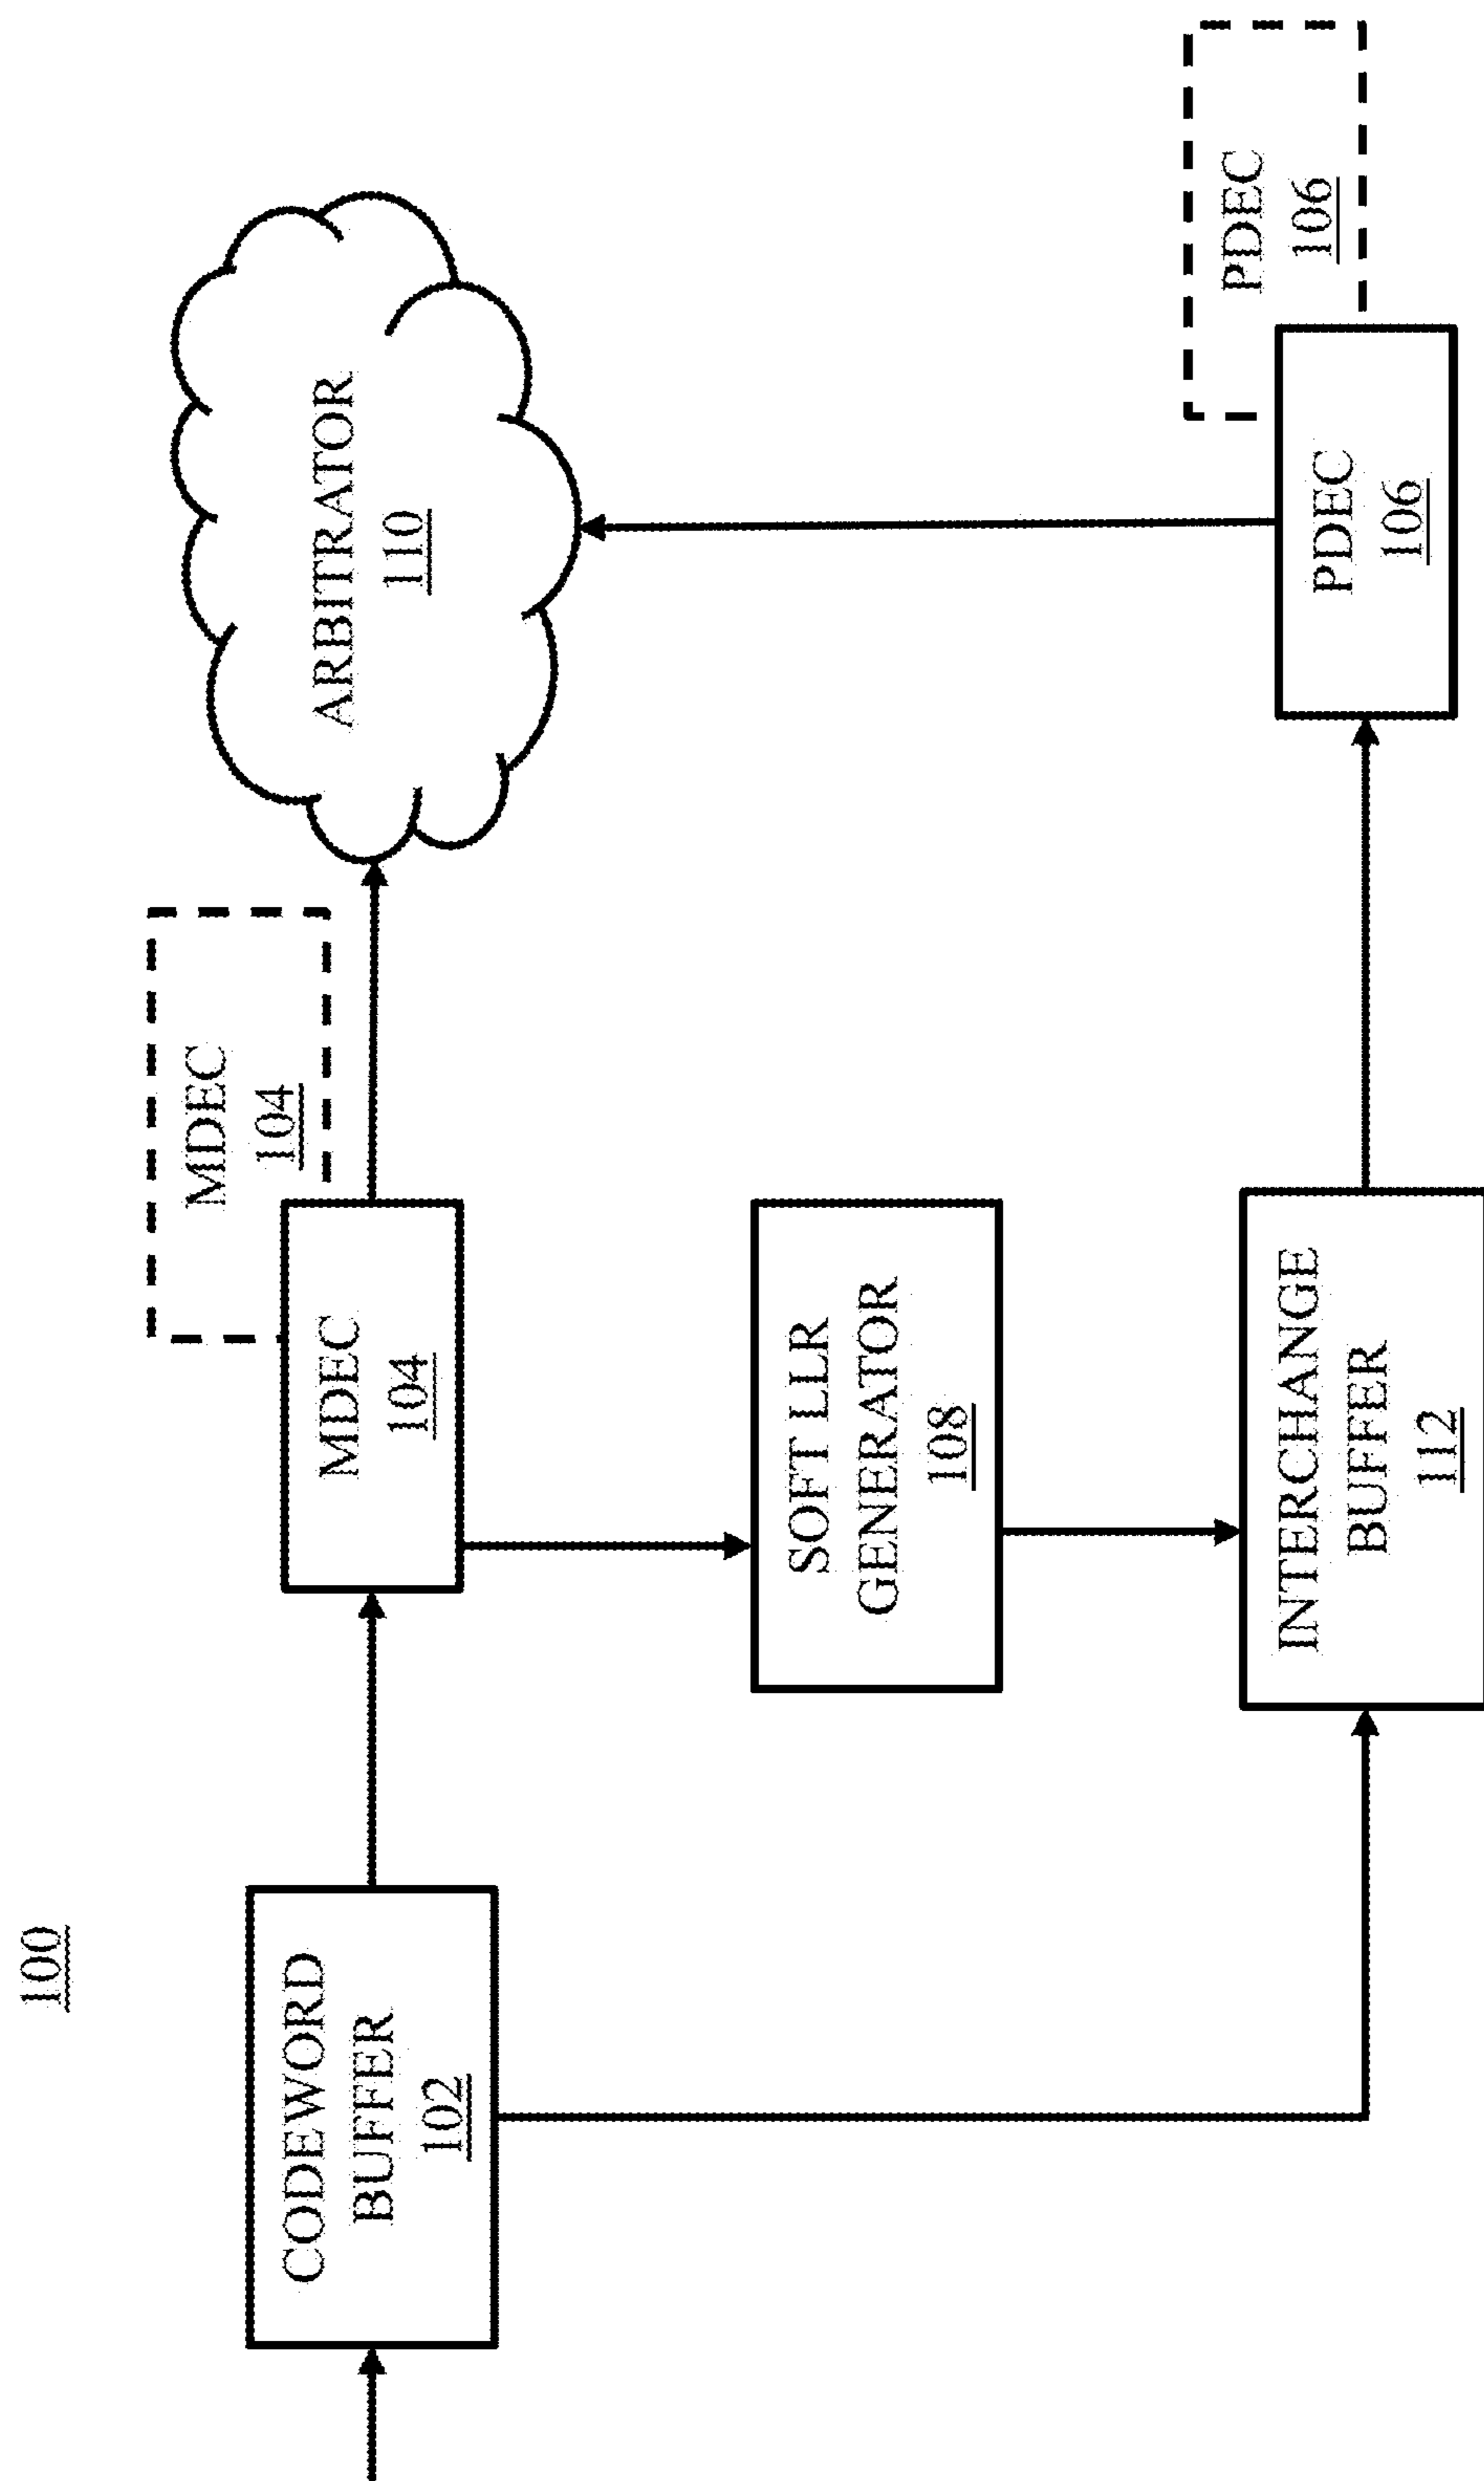 100
CODEWORD
BUFFER
102
MDEC
104
MDEC
104
ARBITRATOR
110
SOFT LLR
GENERATOR
108
INTERCHANGE
BUFFER
112
PDEC
106
PDEC
106